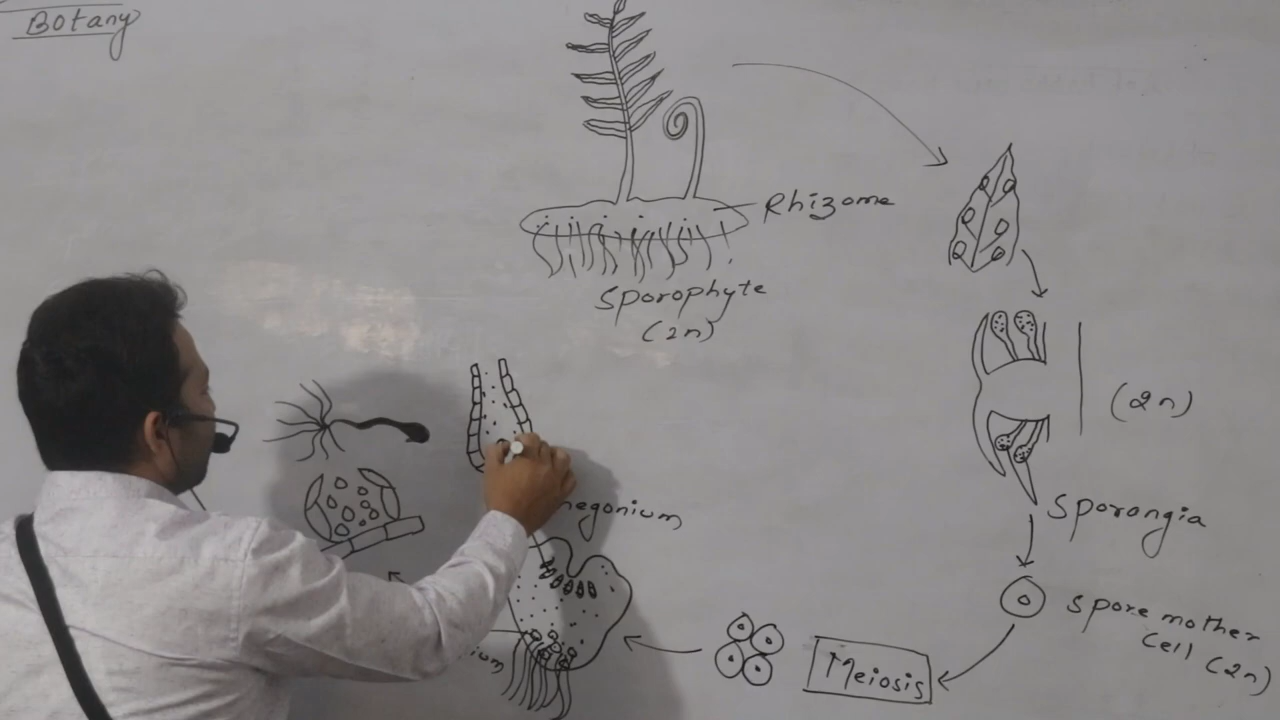 Botany
Rhizome
Sporophyte
(2n)
(2n)
Sporangia
Spore mother
Cell (2n)
Meiosis